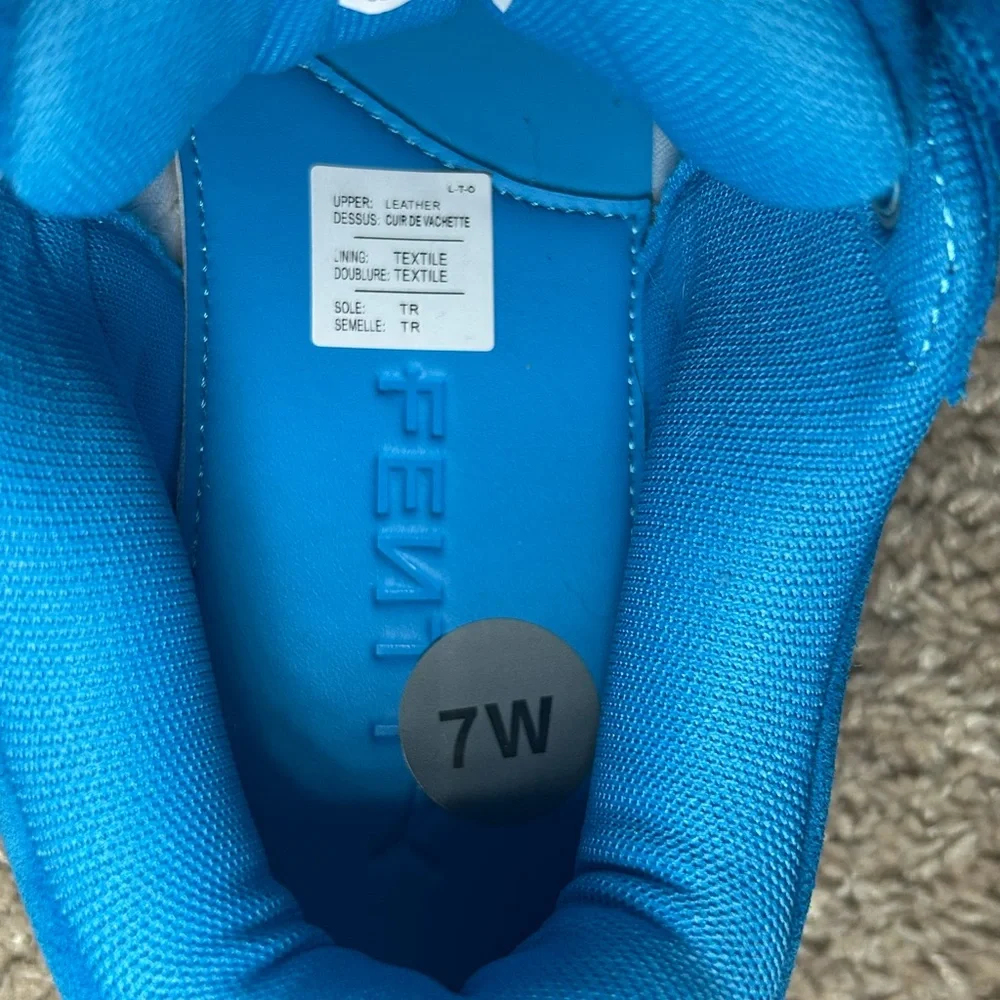 L-T-O
UPPER: LEATHER
DESSUS: CUIR DE VACHETTE
LINING: TEXTILE
DOUBLURE: TEXTILE
SOLE: TR
SEMELLE: TR
FENTY
7W